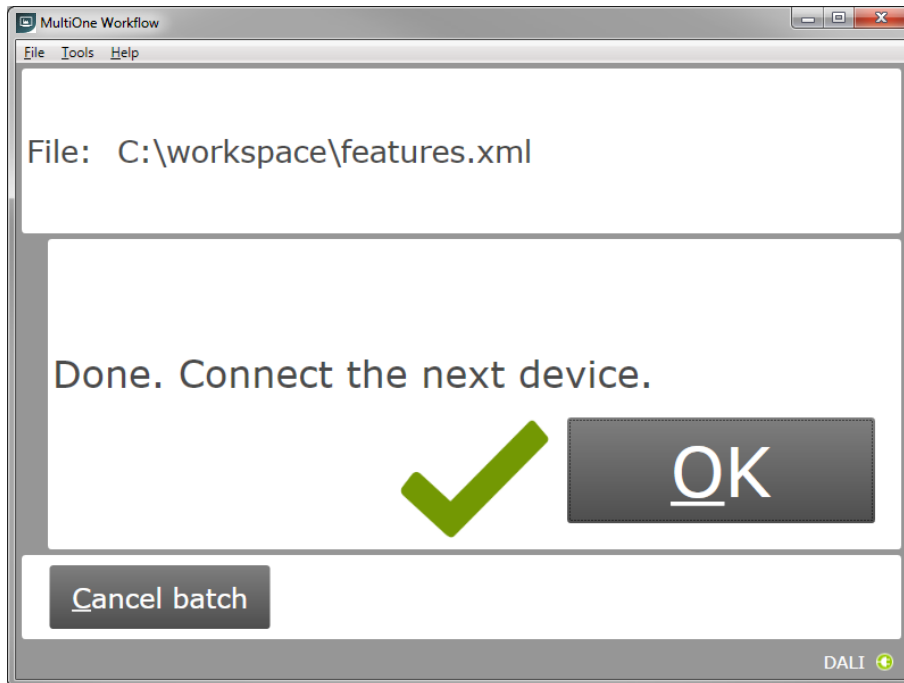 MultiOne Workflow
File Tools Help
File: C:\workspace\features.xml
Done. Connect the next device.
OK
Cancel batch
DALI